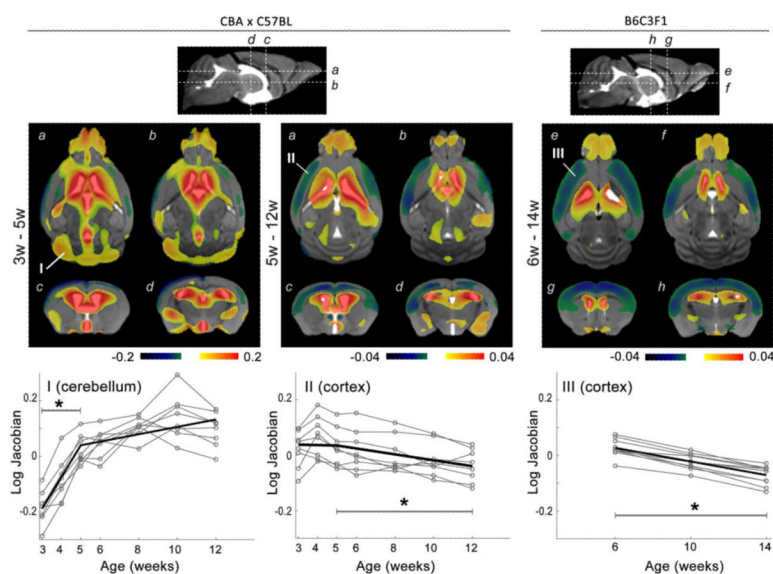 CBA x C57BL
B6C3F1
d c
a
b
h g
e
f
3w - 5w
a b
I
c d
5w - 12w
a b
II
c d
6w - 14w
e f
III
g h
-0.2 0.2
-0.04 0.04
-0.04 0.04
I (cerebellum)
*
Log Jacobian
0.2
0
-0.2
3 4 5 6 8 10 12
Age (weeks)
II (cortex)
*
Log Jacobian
0.2
0
-0.2
3 4 5 6 8 10 12
Age (weeks)
III (cortex)
*
Log Jacobian
0.2
0
-0.2
6 10 14
Age (weeks)